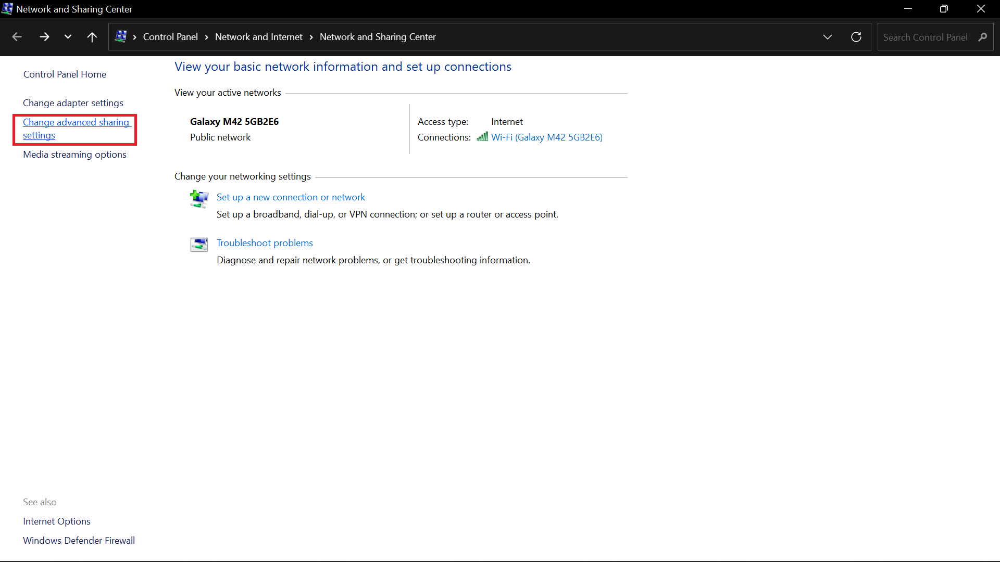 Network and Sharing Center
Control Panel > Network and Internet > Network and Sharing Center
Search Control Panel
Control Panel Home
Change adapter settings
Change advanced sharing
settings
Media streaming options
View your basic network information and set up connections
View your active networks
Galaxy M42 5GB2E6
Public network
Access type: Internet
Connections: Wi-Fi (Galaxy M42 5GB2E6)
Change your networking settings
Set up a new connection or network
Set up a broadband, dial-up, or VPN connection; or set up a router or access point.
Troubleshoot problems
Diagnose and repair network problems, or get troubleshooting information.
See also
Internet Options
Windows Defender Firewall